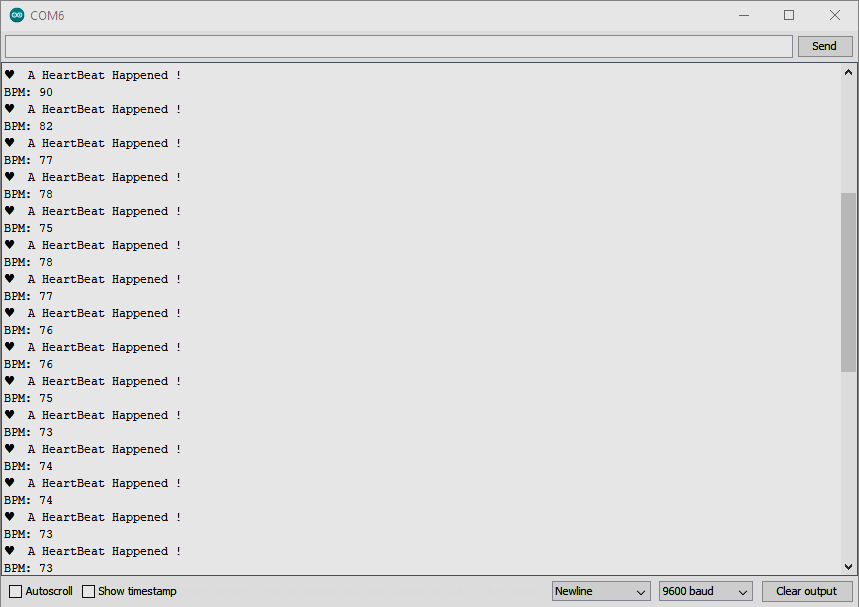 COM6
Send
♥ A HeartBeat Happened !
BPM: 90
♥ A HeartBeat Happened !
BPM: 82
♥ A HeartBeat Happened !
BPM: 77
♥ A HeartBeat Happened !
BPM: 78
♥ A HeartBeat Happened !
BPM: 75
♥ A HeartBeat Happened !
BPM: 78
♥ A HeartBeat Happened !
BPM: 77
♥ A HeartBeat Happened !
BPM: 76
♥ A HeartBeat Happened !
BPM: 76
♥ A HeartBeat Happened !
BPM: 75
♥ A HeartBeat Happened !
BPM: 73
♥ A HeartBeat Happened !
BPM: 74
♥ A HeartBeat Happened !
BPM: 74
♥ A HeartBeat Happened !
BPM: 73
♥ A HeartBeat Happened !
BPM: 73
Autoscroll Show timestamp Newline 9600 baud Clear output